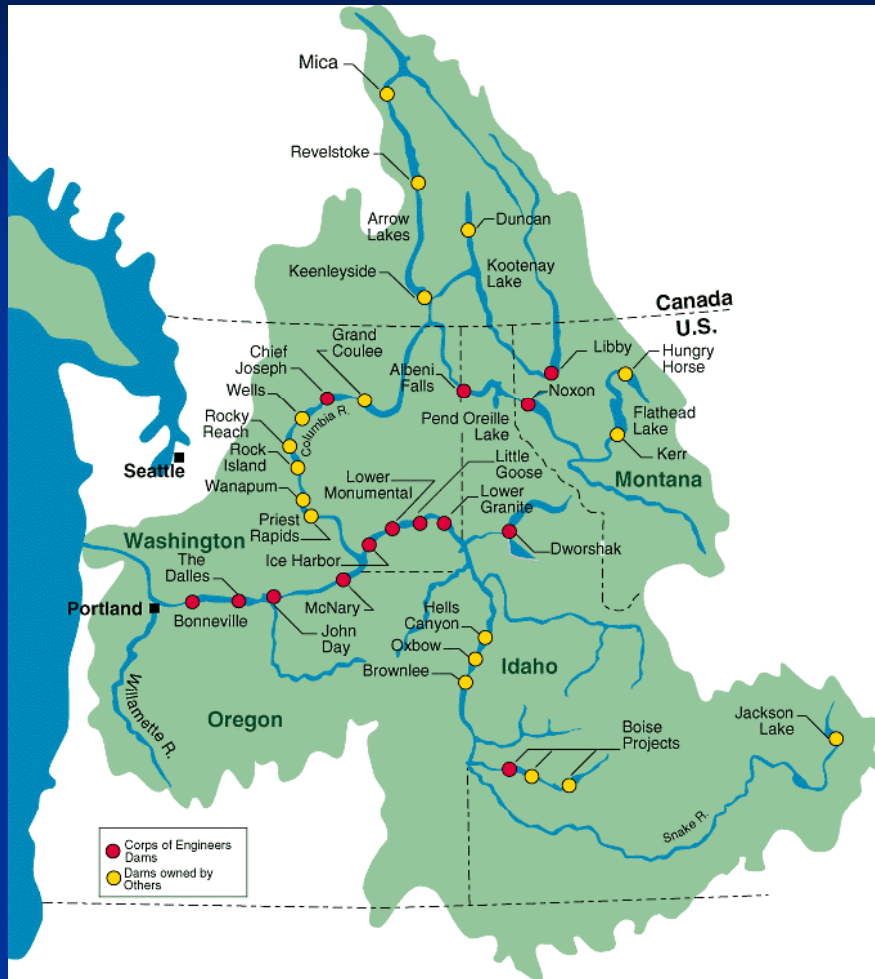 Mica
Revelstoke
Arrow
Lakes
Duncan
Keenleyside
Kootenay
Lake
Canada
U.S.
Grand
Coulee
Chief
Joseph
Albeni
Falls
Libby
Hungry
Horse
Wells
Noxon
Columbia R.
Rocky
Reach
Pend Oreille
Lake
Flathead
Lake
Rock
Island
Kerr
Seattle
Little
Goose
Lower
Monumental
Montana
Wanapum
Lower
Granite
Priest
Rapids
Washington
Ice Harbor
Dworshak
The
Dalles
Portland
Bonneville
McNary
John
Day
Hells
Canyon
Oxbow
Brownlee
Idaho
Willamette R.
Oregon
Boise
Projects
Jackson
Lake
Snake R.
Corps of Engineers
Dams
Dams owned by
Others